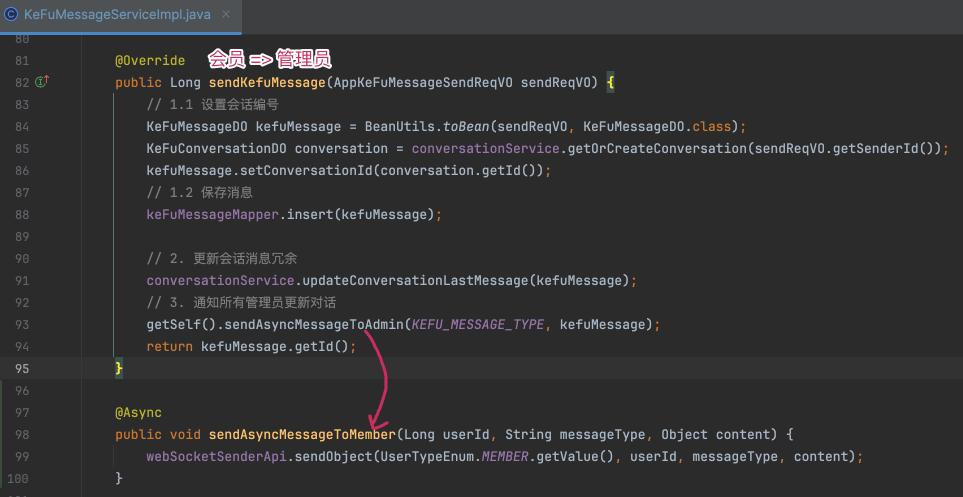 KeFuMessageServiceImpl.java ×
80
81 @Override 会员 => 管理员
82 public Long sendKefuMessage(AppKeFuMessageSendReqVO sendReqVO) {
83 // 1.1 设置会话编号
84 KeFuMessageDO kefuMessage = BeanUtils.toBean(sendReqVO, KeFuMessageDO.class);
85 KeFuConversationDO conversation = conversationService.getOrCreateConversation(sendReqVO.getSenderId());
86 kefuMessage.setConversationId(conversation.getId());
87 // 1.2 保存消息
88 keFuMessageMapper.insert(kefuMessage);
89
90 // 2. 更新会话消息冗余
91 conversationService.updateConversationLastMessage(kefuMessage);
92 // 3. 通知所有管理员更新对话
93 getSelf().sendAsyncMessageToAdmin(KEFU_MESSAGE_TYPE, kefuMessage);
94 return kefuMessage.getId();
95 }
96
97 @Async
98 public void sendAsyncMessageToMember(Long userId, String messageType, Object content) {
99 webSocketSenderApi.sendObject(UserTypeEnum.MEMBER.getValue(), userId, messageType, content);
100 }